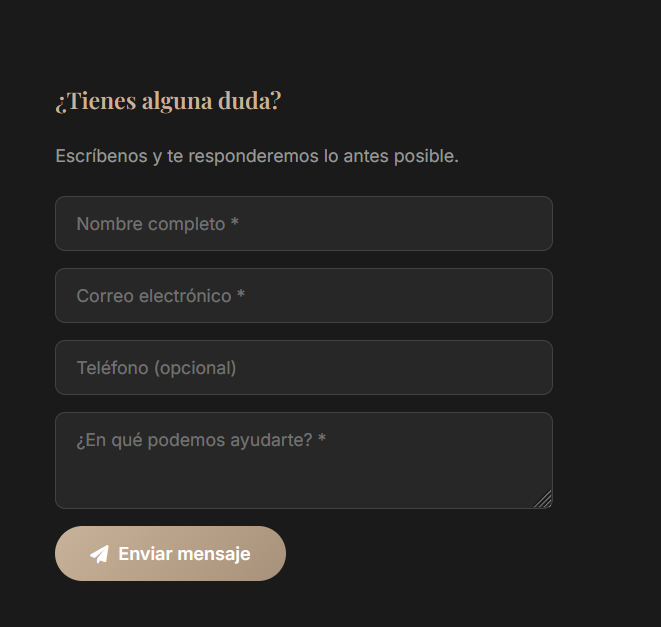 ¿Tienes alguna duda?
Escríbenos y te responderemos lo antes posible.
Nombre completo *
Correo electrónico *
Teléfono (opcional)
¿En qué podemos ayudarte? *
Enviar mensaje